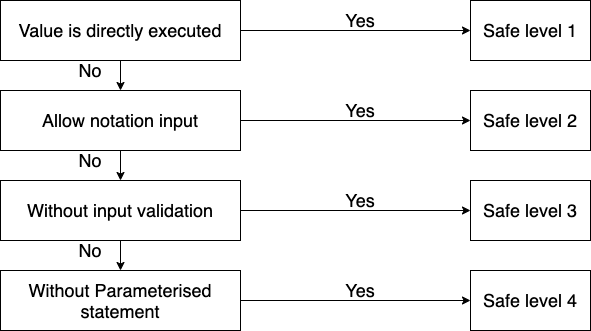 Value is directly executed
Yes
Safe level 1
No
Allow notation input
Yes
Safe level 2
No
Without input validation
Yes
Safe level 3
No
Without Parameterised
statement
Yes
Safe level 4